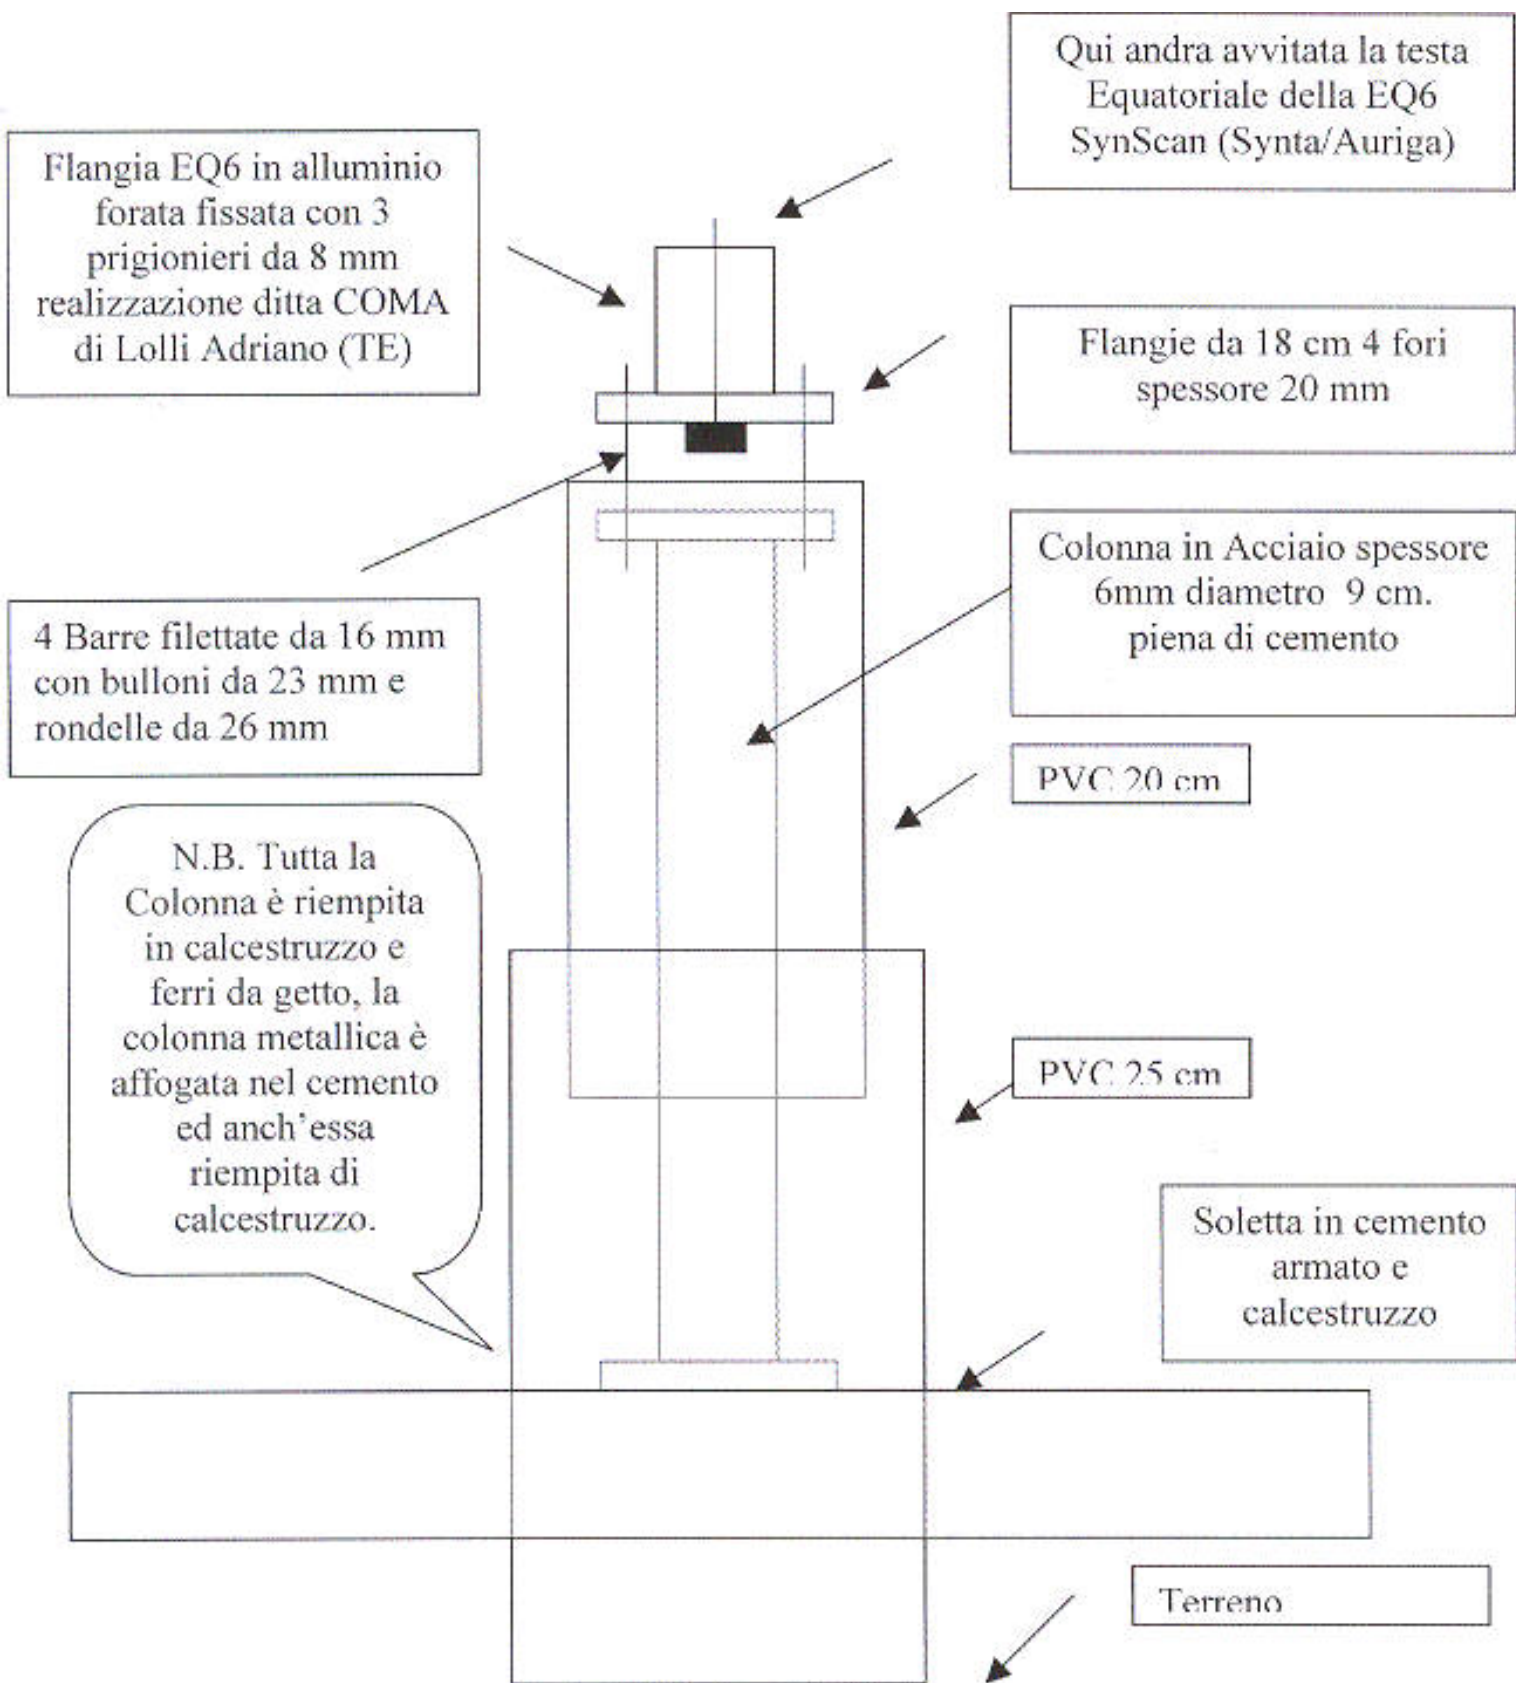 Qui andra avvitata la testa
Equatoriale della EQ6
SynScan (Synta/Auriga)
Flangia EQ6 in alluminio
forata fissata con 3
prigionieri da 8 mm
realizzazione ditta COMA
di Lolli Adriano (TE)
Flangie da 18 cm 4 fori
spessore 20 mm
Colonna in Acciaio spessore
6mm diametro 9 cm.
piena di cemento
4 Barre filettate da 16 mm
con bulloni da 23 mm e
rondelle da 26 mm
PVC 20 cm
N.B. Tutta la
Colonna è riempita
in calcestruzzo e
ferri da getto, la
colonna metallica è
affogata nel cemento
ed anch'essa
riempita di
calcestruzzo.
PVC 25 cm
Soletta in cemento
armato e
calcestruzzo
Terreno